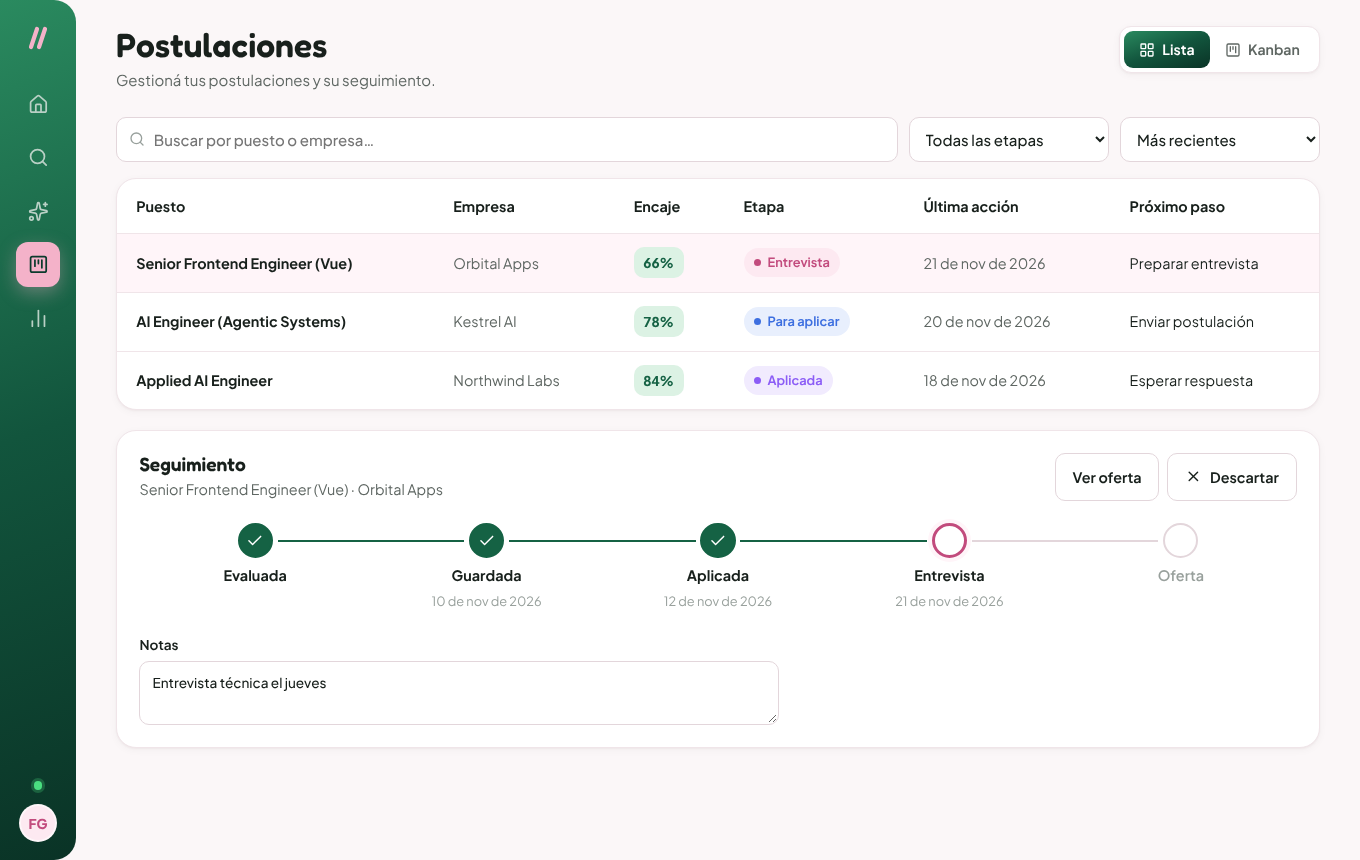 //
Postulaciones
Gestioná tus postulaciones y su seguimiento.
Lista Kanban
Buscar por puesto o empresa… Todas las etapas Más recientes
Puesto Empresa Encaje Etapa Última acción Próximo paso
Senior Frontend Engineer (Vue) Orbital Apps 66% Entrevista 21 de nov de 2026 Preparar entrevista
AI Engineer (Agentic Systems) Kestrel AI 78% Para aplicar 20 de nov de 2026 Enviar postulación
Applied AI Engineer Northwind Labs 84% Aplicada 18 de nov de 2026 Esperar respuesta
Seguimiento
Senior Frontend Engineer (Vue) · Orbital Apps
Ver oferta Descartar
Evaluada Guardada Aplicada Entrevista Oferta
10 de nov de 2026 12 de nov de 2026 21 de nov de 2026
Notas
Entrevista técnica el jueves
FG